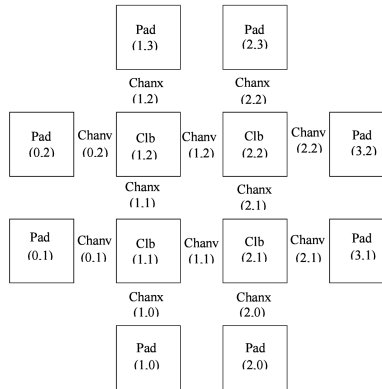 Pad
(1.3)
Pad
(2.3)
Chanx
(1.2)
Chanx
(2.2)
Pad
(0.2)
Chanv
(0.2)
Clb
(1.2)
Chanv
(1.2)
Clb
(2.2)
Chanv
(2.2)
Pad
(3.2)
Chanx
(1.1)
Chanx
(2.1)
Pad
(0.1)
Chanv
(0.1)
Clb
(1.1)
Chanv
(1.1)
Clb
(2.1)
Chanv
(2.1)
Pad
(3.1)
Chanx
(1.0)
Chanx
(2.0)
Pad
(1.0)
Pad
(2.0)